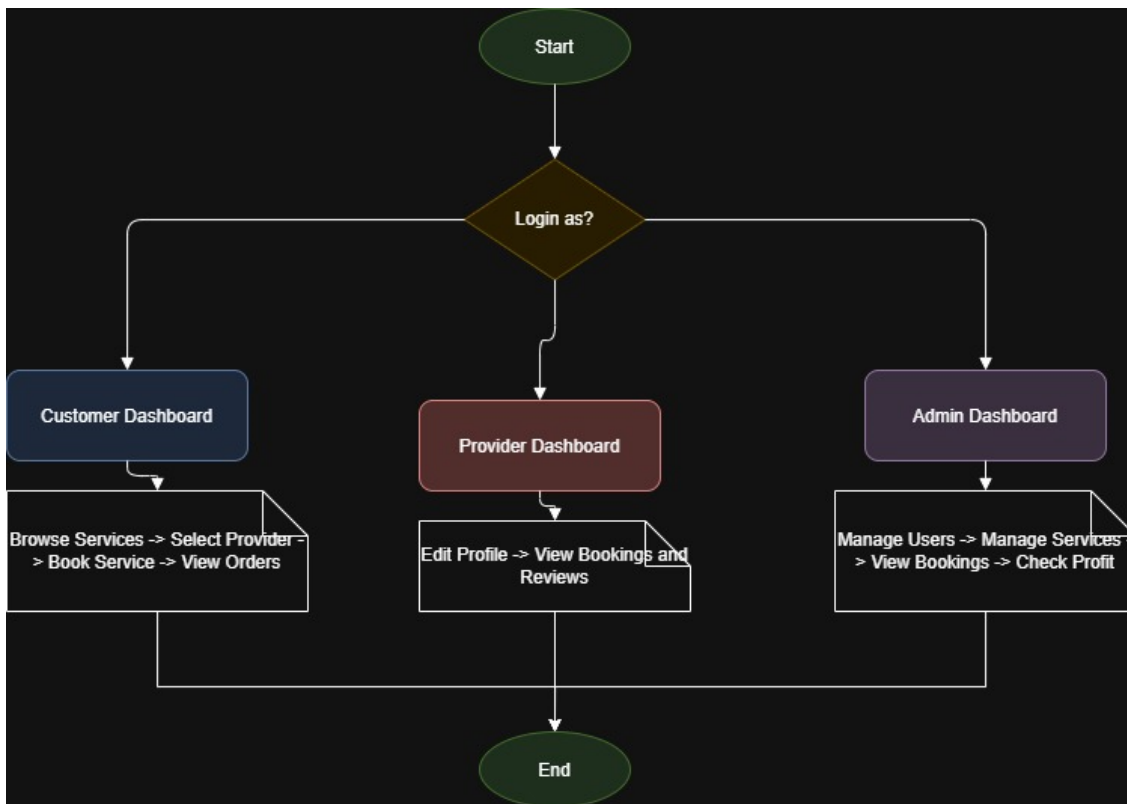 Start
Login as?
Customer Dashboard
Provider Dashboard
Admin Dashboard
Browse Services -> Select Provider -
> Book Service -> View Orders
Edit Profile -> View Bookings and
Reviews
Manage Users -> Manage Services -
> View Bookings -> Check Profit
End